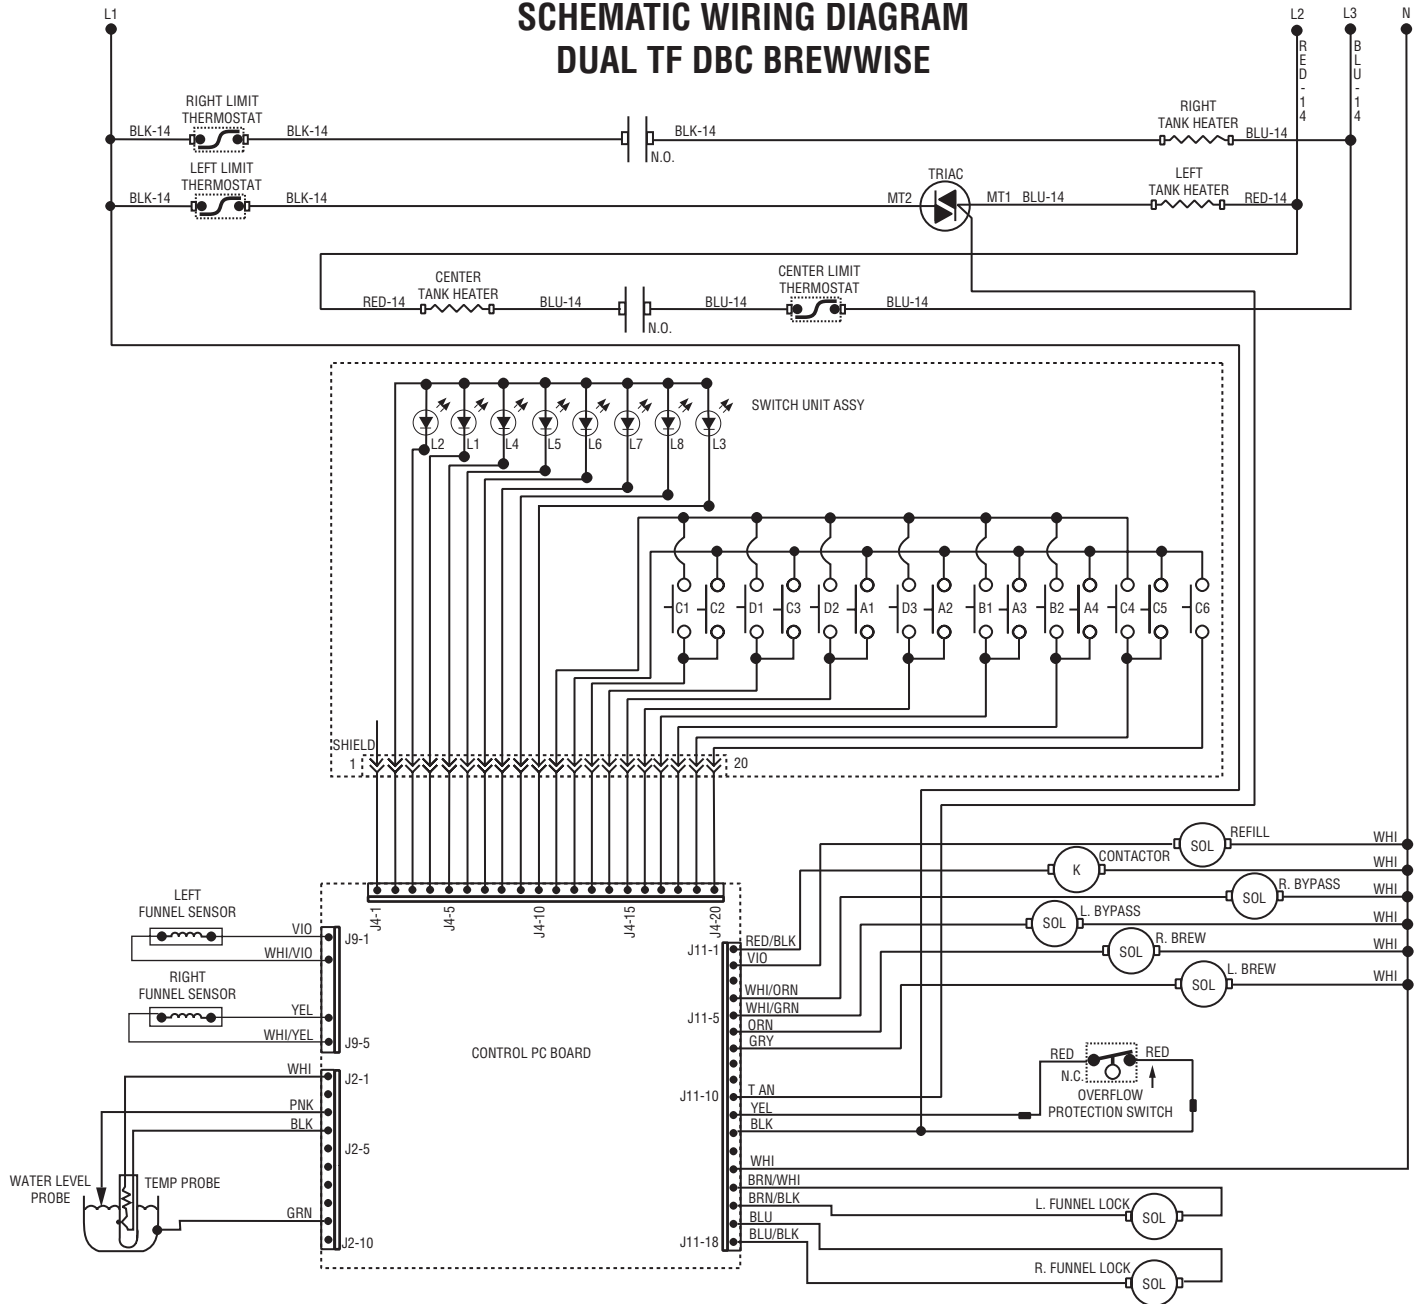 SCHEMATIC WIRING DIAGRAM
DUAL TF DBC BREWWISE
L1
L2
L3
N
RED-14
BLU-14
RIGHT LIMIT
THERMOSTAT
BLK-14
BLK-14
N.O.
BLK-14
RIGHT
TANK HEATER
BLU-14
LEFT LIMIT
THERMOSTAT
BLK-14
BLK-14
MT2
TRIAC
MT1
BLU-14
LEFT
TANK HEATER
RED-14
RED-14
CENTER
TANK HEATER
BLU-14
N.O.
BLU-14
CENTER LIMIT
THERMOSTAT
BLU-14
SWITCH UNIT ASSY
L2
L1
L4
L5
L6
L7
L8
L3
C1
C2
D1
C3
D2
A1
D3
A2
B1
A3
B2
A4
C4
C5
C6
SHIELD
1
20
J4-1
J4-5
J4-10
J4-15
J4-20
LEFT
FUNNEL SENSOR
VIO
WHI/VIO
J9-1
RIGHT
FUNNEL SENSOR
YEL
WHI/YEL
J9-5
WHI
J2-1
PNK
BLK
J2-5
WATER LEVEL
PROBE
TEMP PROBE
GRN
J2-10
CONTROL PC BOARD
J11-1
RED/BLK
VIO
WHI/ORN
WHI/GRN
J11-5
ORN
GRY
J11-10
T AN
YEL
BLK
WHI
BRN/WHI
BRN/BLK
BLU
BLU/BLK
J11-18
SOL
REFILL
WHI
K
CONTACTOR
WHI
SOL
R. BYPASS
WHI
SOL
L. BYPASS
WHI
SOL
R. BREW
WHI
SOL
L. BREW
WHI
RED
N.C.
RED
OVERFLOW
PROTECTION SWITCH
L. FUNNEL LOCK
SOL
R. FUNNEL LOCK
SOL